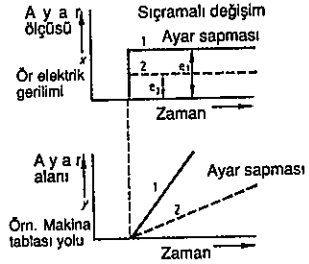 Ayar ölçüsü
x
Sıçramalı değişim
1
Ayar sapması
2
Ör elektrik gerilimi
e₂
e₁
Zaman
Ayar alanı
y
1
Ayar sapması
2
Örn. Makina tablası yolu
Zaman